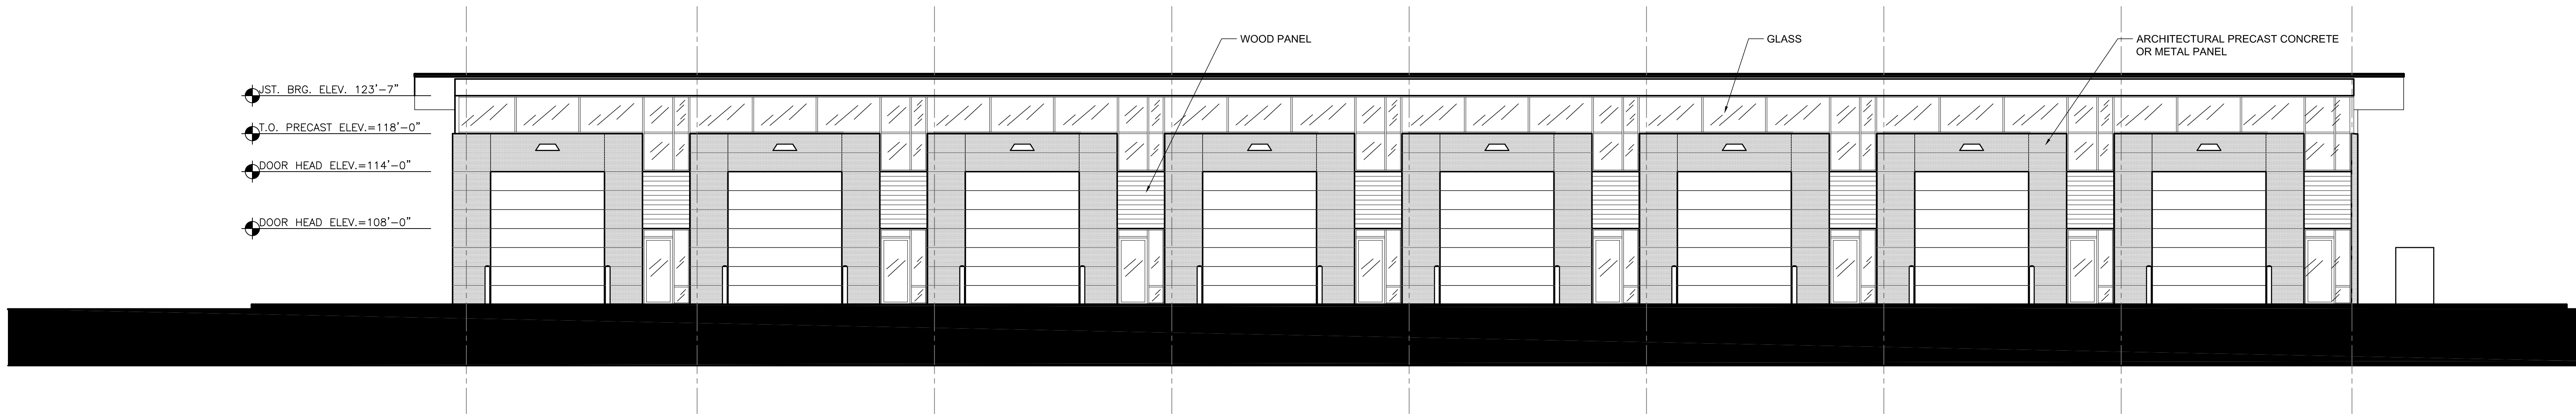 WOOD PANEL
GLASS
ARCHITECTURAL PRECAST CONCRETE
OR METAL PANEL
JST. BRG. ELEV. 123'-7"
T.O. PRECAST ELEV.=118'-0"
DOOR HEAD ELEV.=114'-0"
DOOR HEAD ELEV.=108'-0"